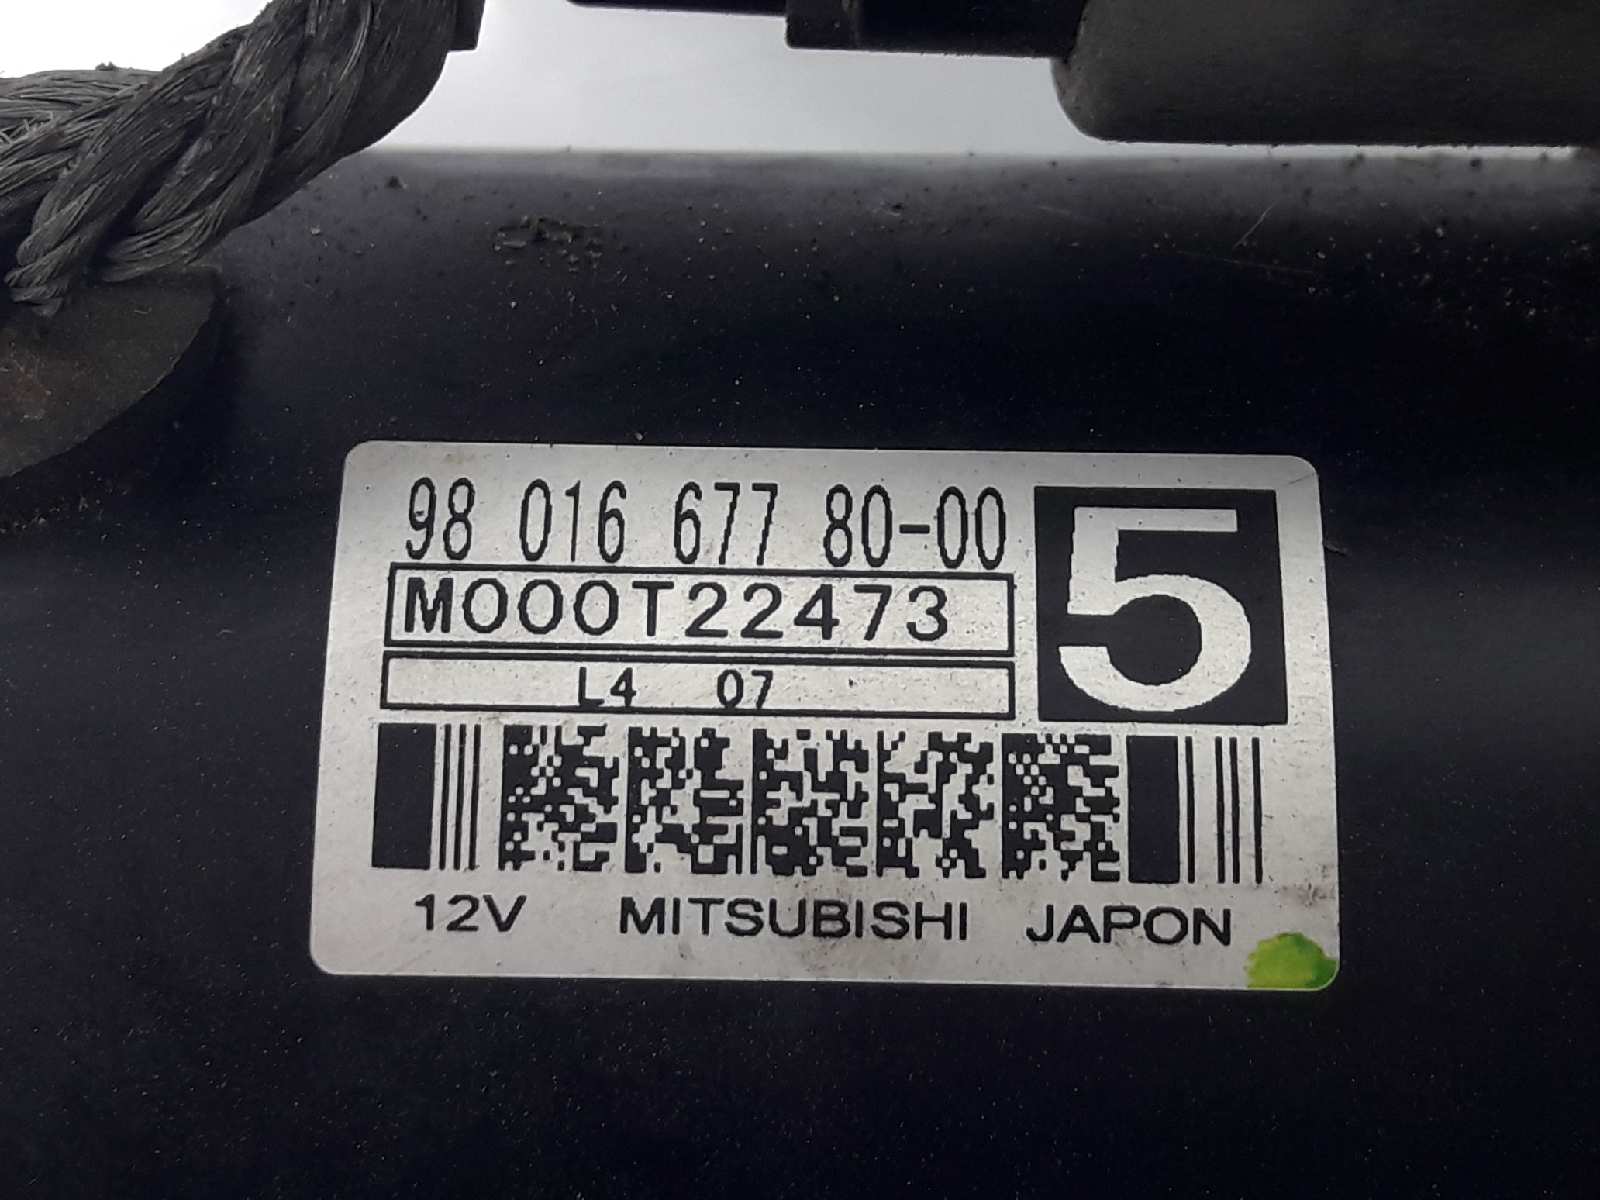 98 016 677 80-00
5
M000T22473
L4 07
12V MITSUBISHI JAPON